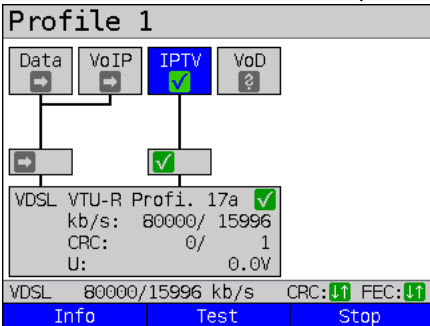 Profile 1
Data VoIP IPTV VoD
VDSL VTU-R Profi. 17a
kb/s: 80000/ 15996
CRC: 0/ 1
U: 0.0V
VDSL 80000/15996 kb/s CRC: FEC:
Info Test Stop